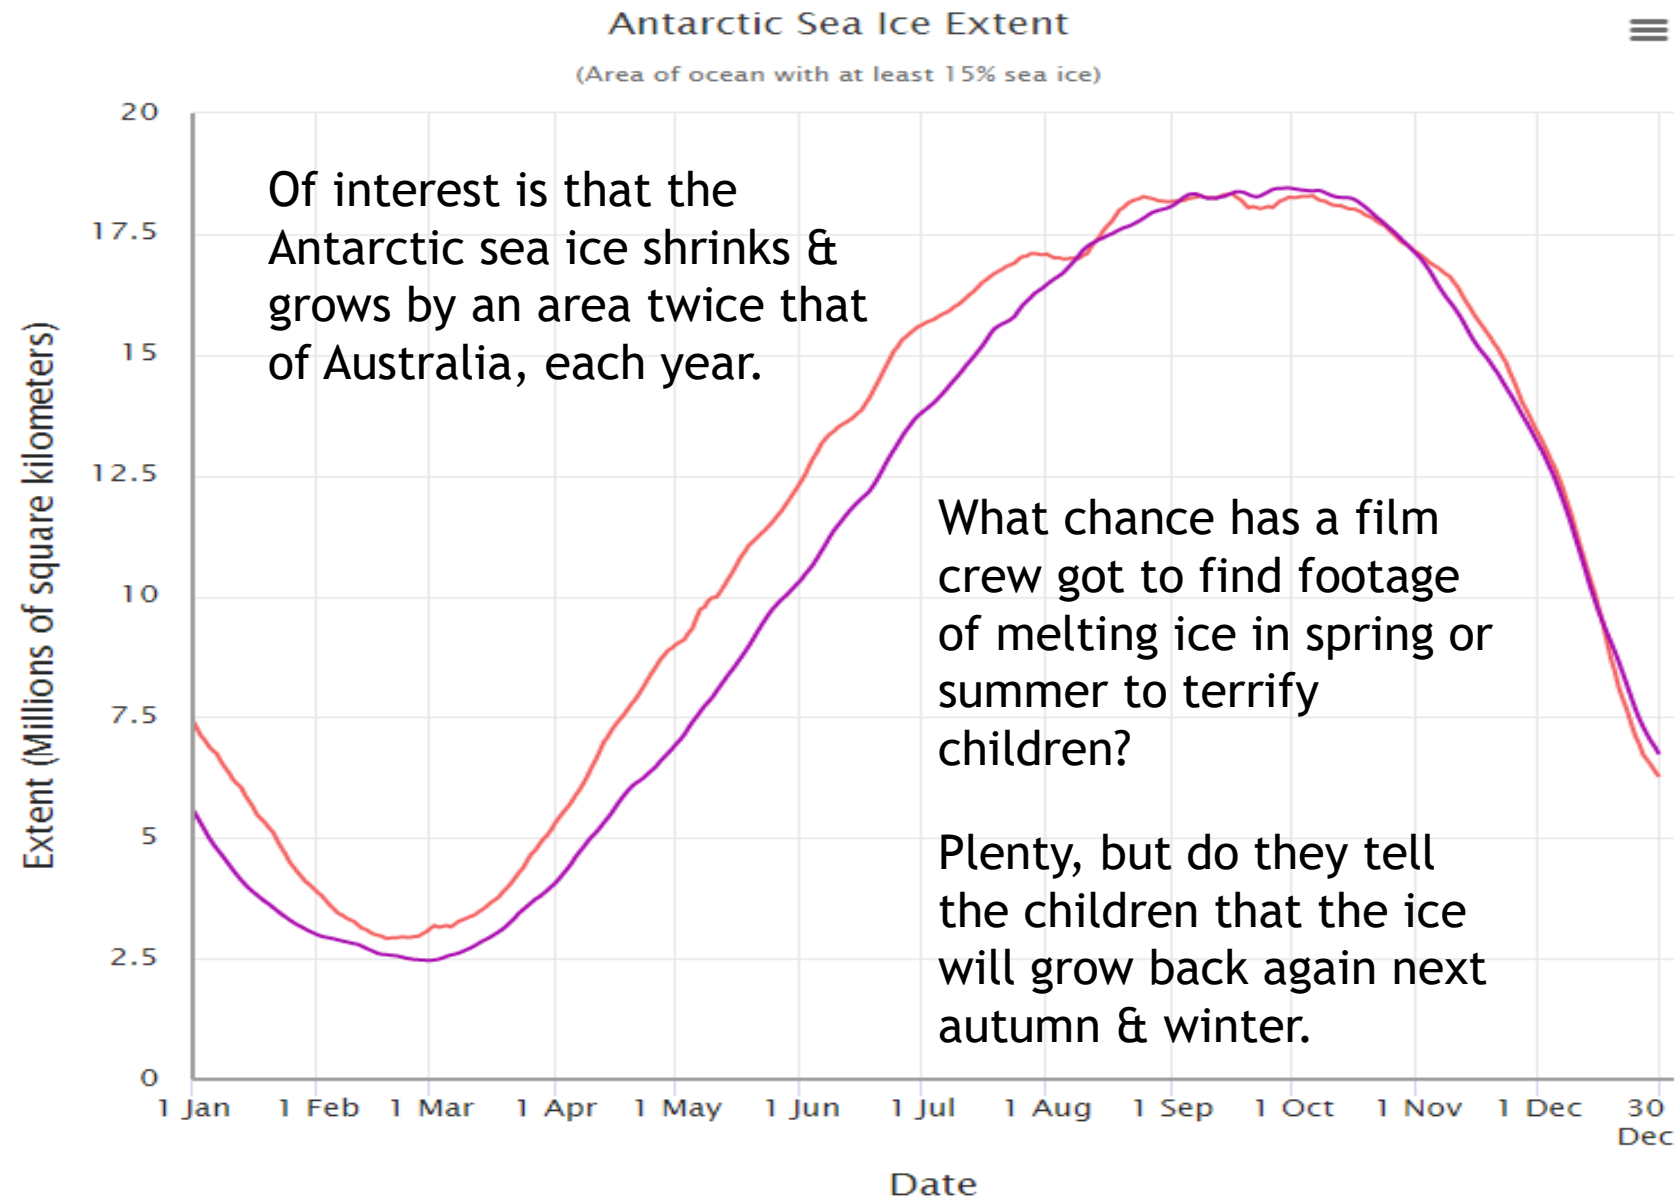 Antarctic Sea Ice Extent
(Area of ocean with at least 15% sea ice)
Extent (Millions of square kilometers)
20
17.5
15
12.5
10
7.5
5
2.5
0
Of interest is that the
Antarctic sea ice shrinks &
grows by an area twice that
of Australia, each year.
What chance has a film
crew got to find footage
of melting ice in spring or
summer to terrify
children?
Plenty, but do they tell
the children that the ice
will grow back again next
autumn & winter.
1 Jan 1 Feb 1 Mar 1 Apr 1 May 1 Jun 1 Jul 1 Aug 1 Sep 1 Oct 1 Nov 1 Dec 30
Dec
Date